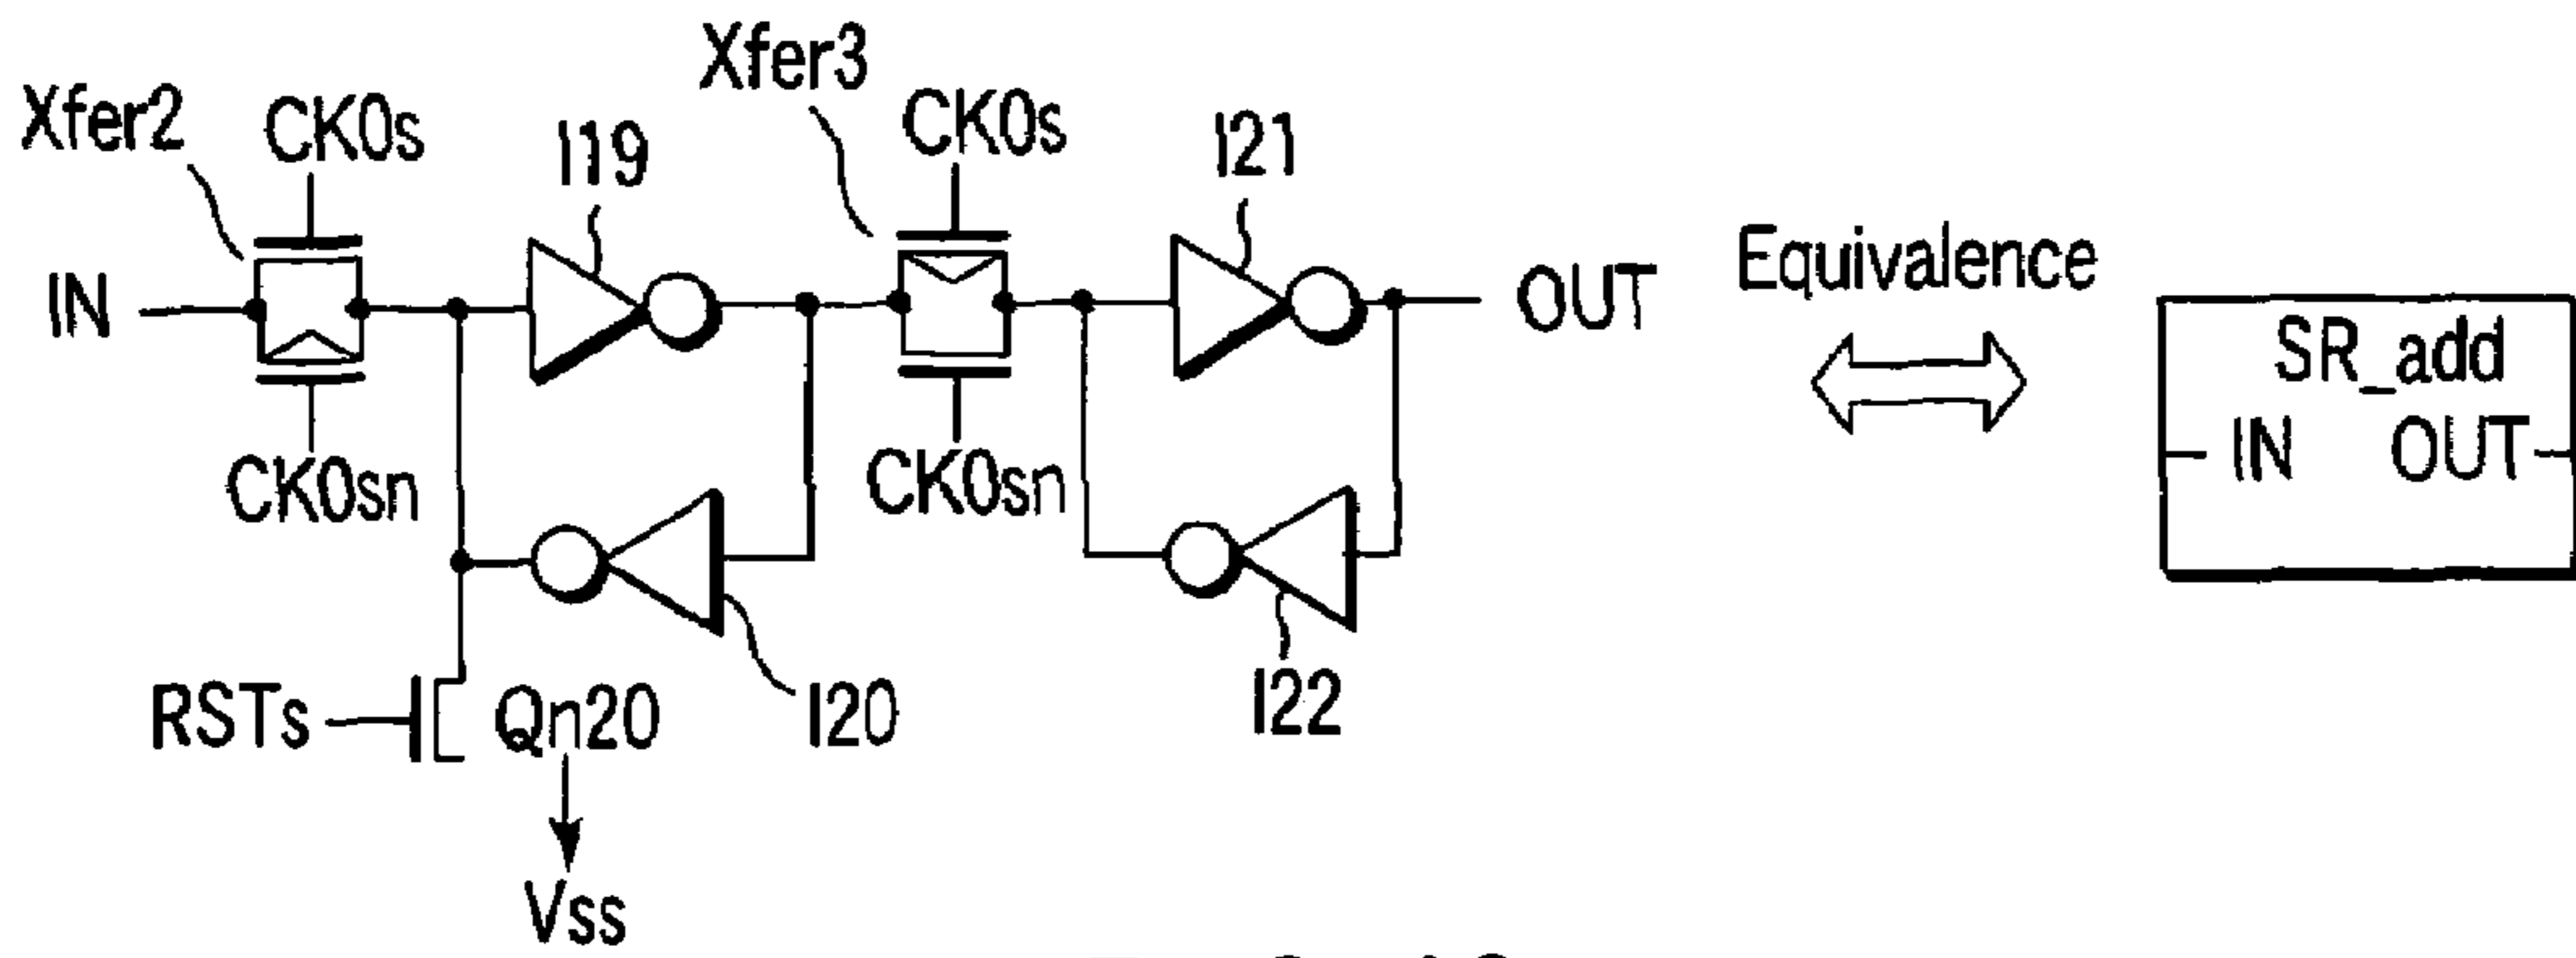 Xfer2
CK0s
I19
Xfer3
CK0s
I21
IN
OUT
Equivalence
SR_add
IN OUT
CK0sn
CK0sn
RSTs
Qn20
I20
I22
Vss